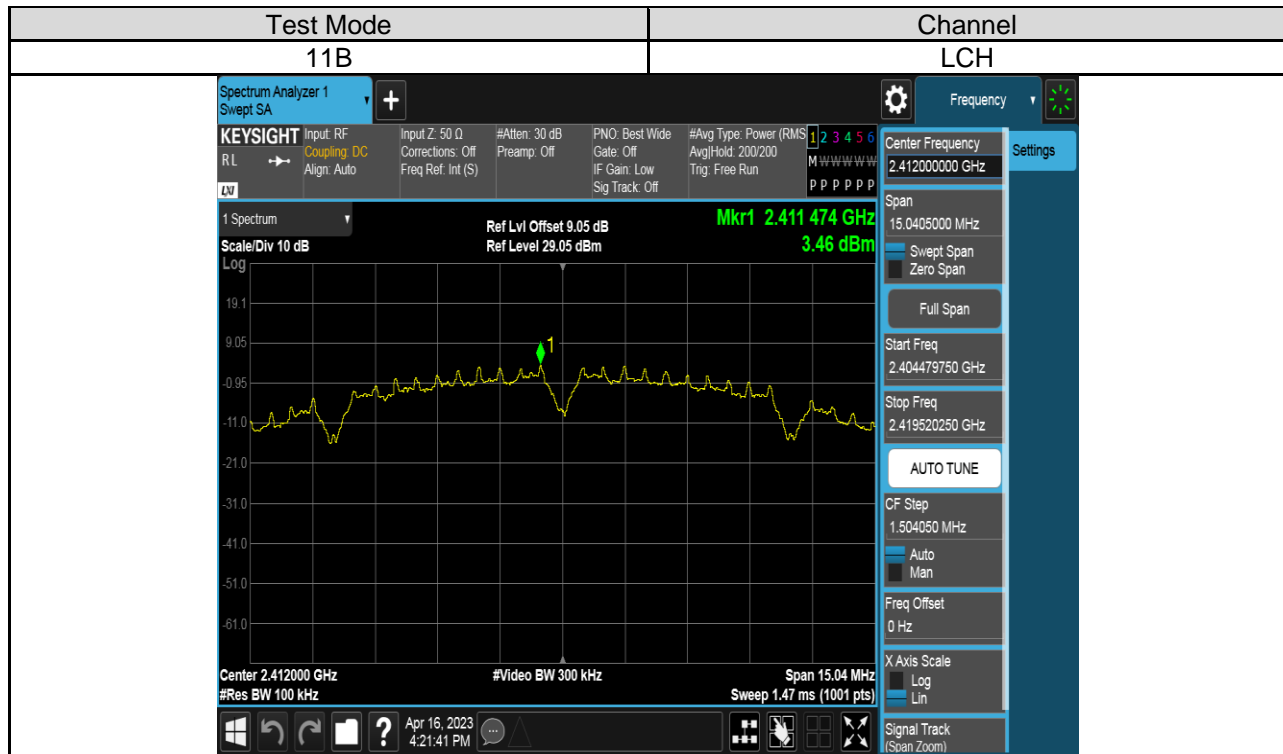 Test Mode Channel
11B LCH
Spectrum Analyzer 1
Swept SA
+
Frequency
KEYSIGHT
RL
LXI
Input: RF
Coupling: DC
Align: Auto
Input Z: 50 Ω
Corrections: Off
Freq Ref: Int (S)
#Atten: 30 dB
Preamp: Off
PNO: Best Wide
Gate: Off
IF Gain: Low
Sig Track: Off
#Avg Type: Power (RMS
Avg|Hold: 200/200
Trig: Free Run
1 2 3 4 5 6
M W W W W W
P P P P P P
1 Spectrum
Scale/Div 10 dB
Ref Lvl Offset 9.05 dB
Ref Level 29.05 dBm
Mkr1 2.411 474 GHz
3.46 dBm
Log
19.1
9.05
-0.95
-11.0
-21.0
-31.0
-41.0
-51.0
-61.0
1
Center 2.412000 GHz
#Res BW 100 kHz
#Video BW 300 kHz
Span 15.04 MHz
Sweep 1.47 ms (1001 pts)
Center Frequency
2.412000000 GHz
Settings
Span
15.0405000 MHz
Swept Span
Zero Span
Full Span
Start Freq
2.404479750 GHz
Stop Freq
2.419520250 GHz
AUTO TUNE
CF Step
1.504050 MHz
Auto
Man
Freq Offset
0 Hz
X Axis Scale
Log
Lin
Signal Track
(Span Zoom)
?
Apr 16, 2023
4:21:41 PM